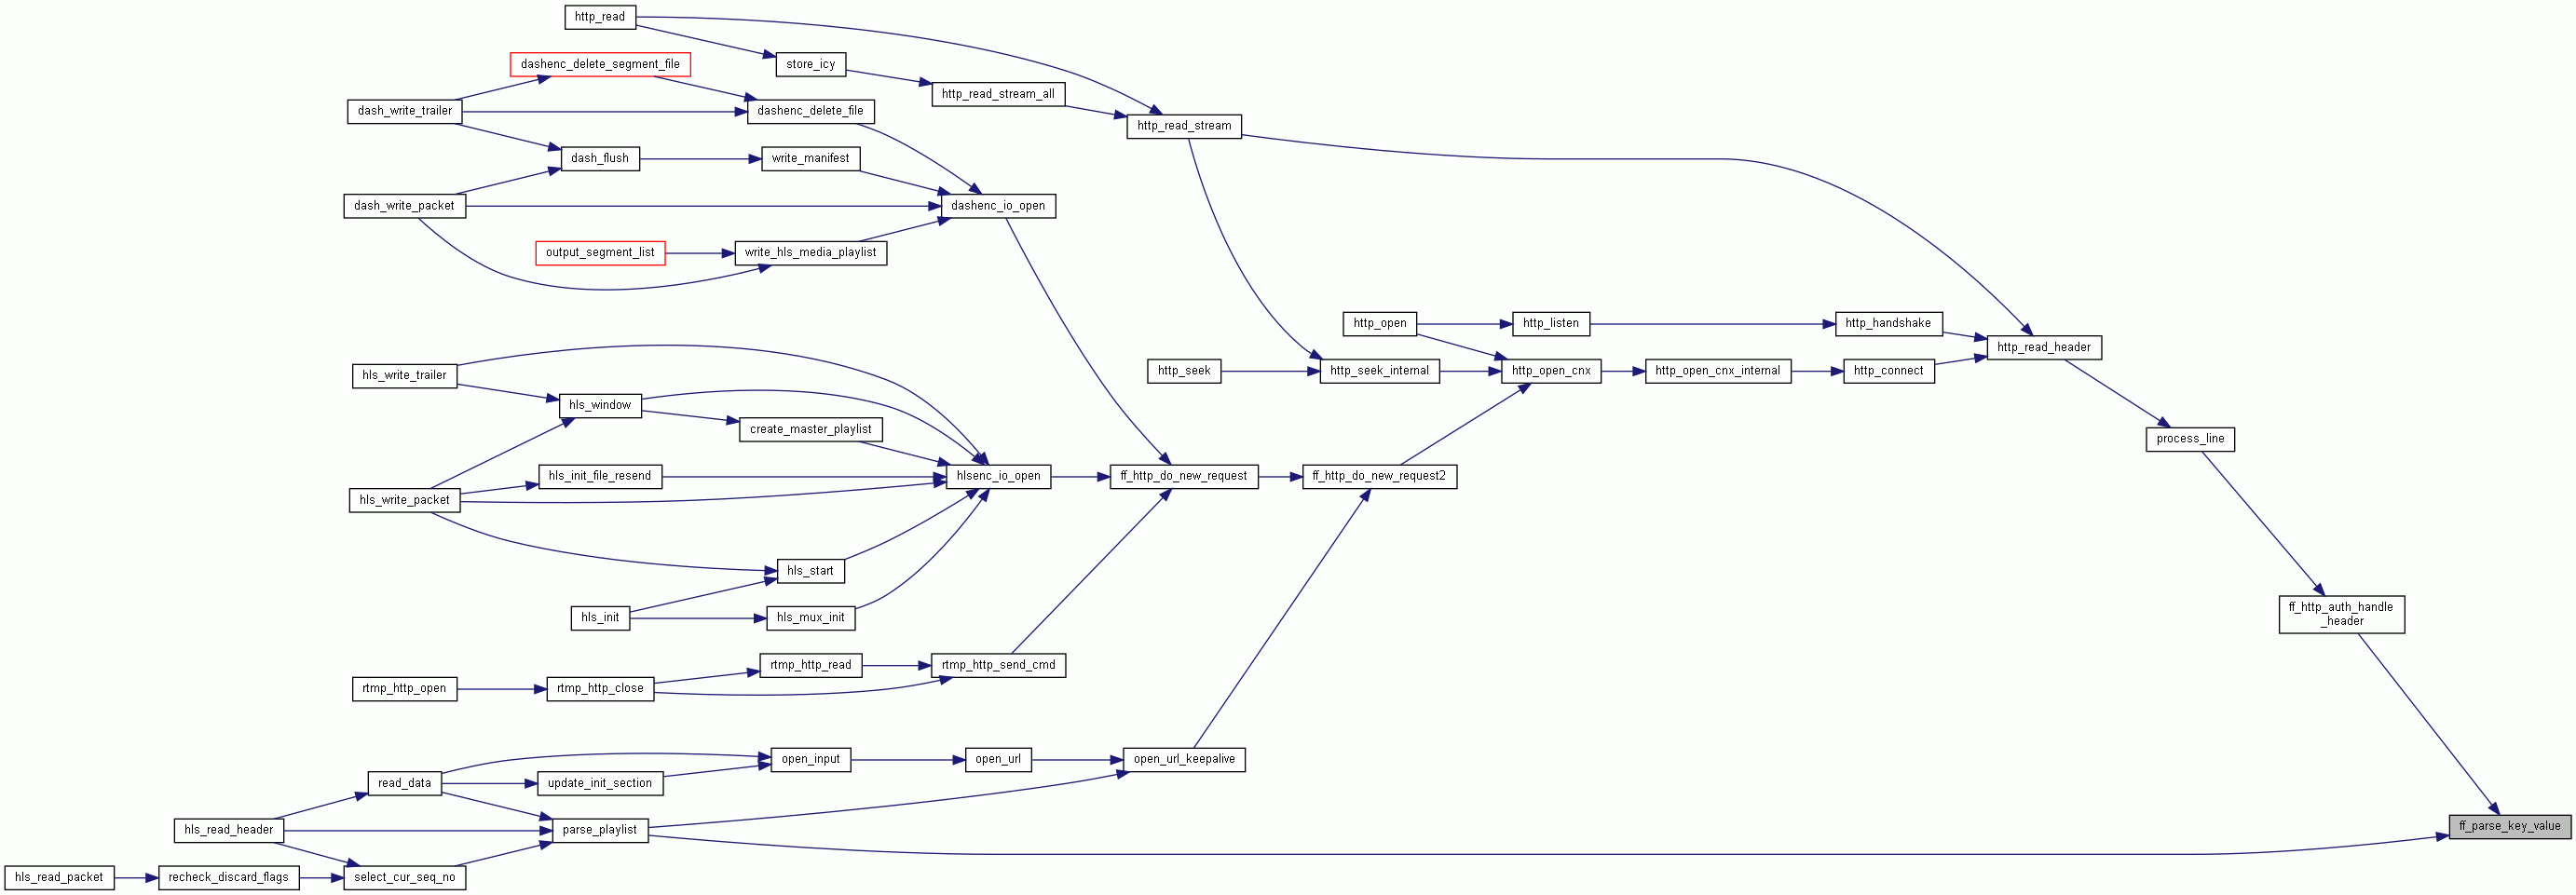 http_read
dashenc_delete_segment_file
store_icy
http_read_stream_all
dash_write_trailer
dashenc_delete_file
http_read_stream
dash_flush
write_manifest
dash_write_packet
dashenc_io_open
output_segment_list
write_hls_media_playlist
http_open
http_listen
http_handshake
http_read_header
hls_write_trailer
http_seek
http_seek_internal
http_open_cnx
http_open_cnx_internal
http_connect
hls_window
create_master_playlist
process_line
hls_init_file_resend
hlsenc_io_open
ff_http_do_new_request
ff_http_do_new_request2
hls_write_packet
hls_start
hls_init
hls_mux_init
ff_http_auth_handle
_header
rtmp_http_read
rtmp_http_send_cmd
rtmp_http_open
rtmp_http_close
open_input
open_url
open_url_keepalive
read_data
update_init_section
hls_read_header
parse_playlist
ff_parse_key_value
hls_read_packet
recheck_discard_flags
select_cur_seq_no